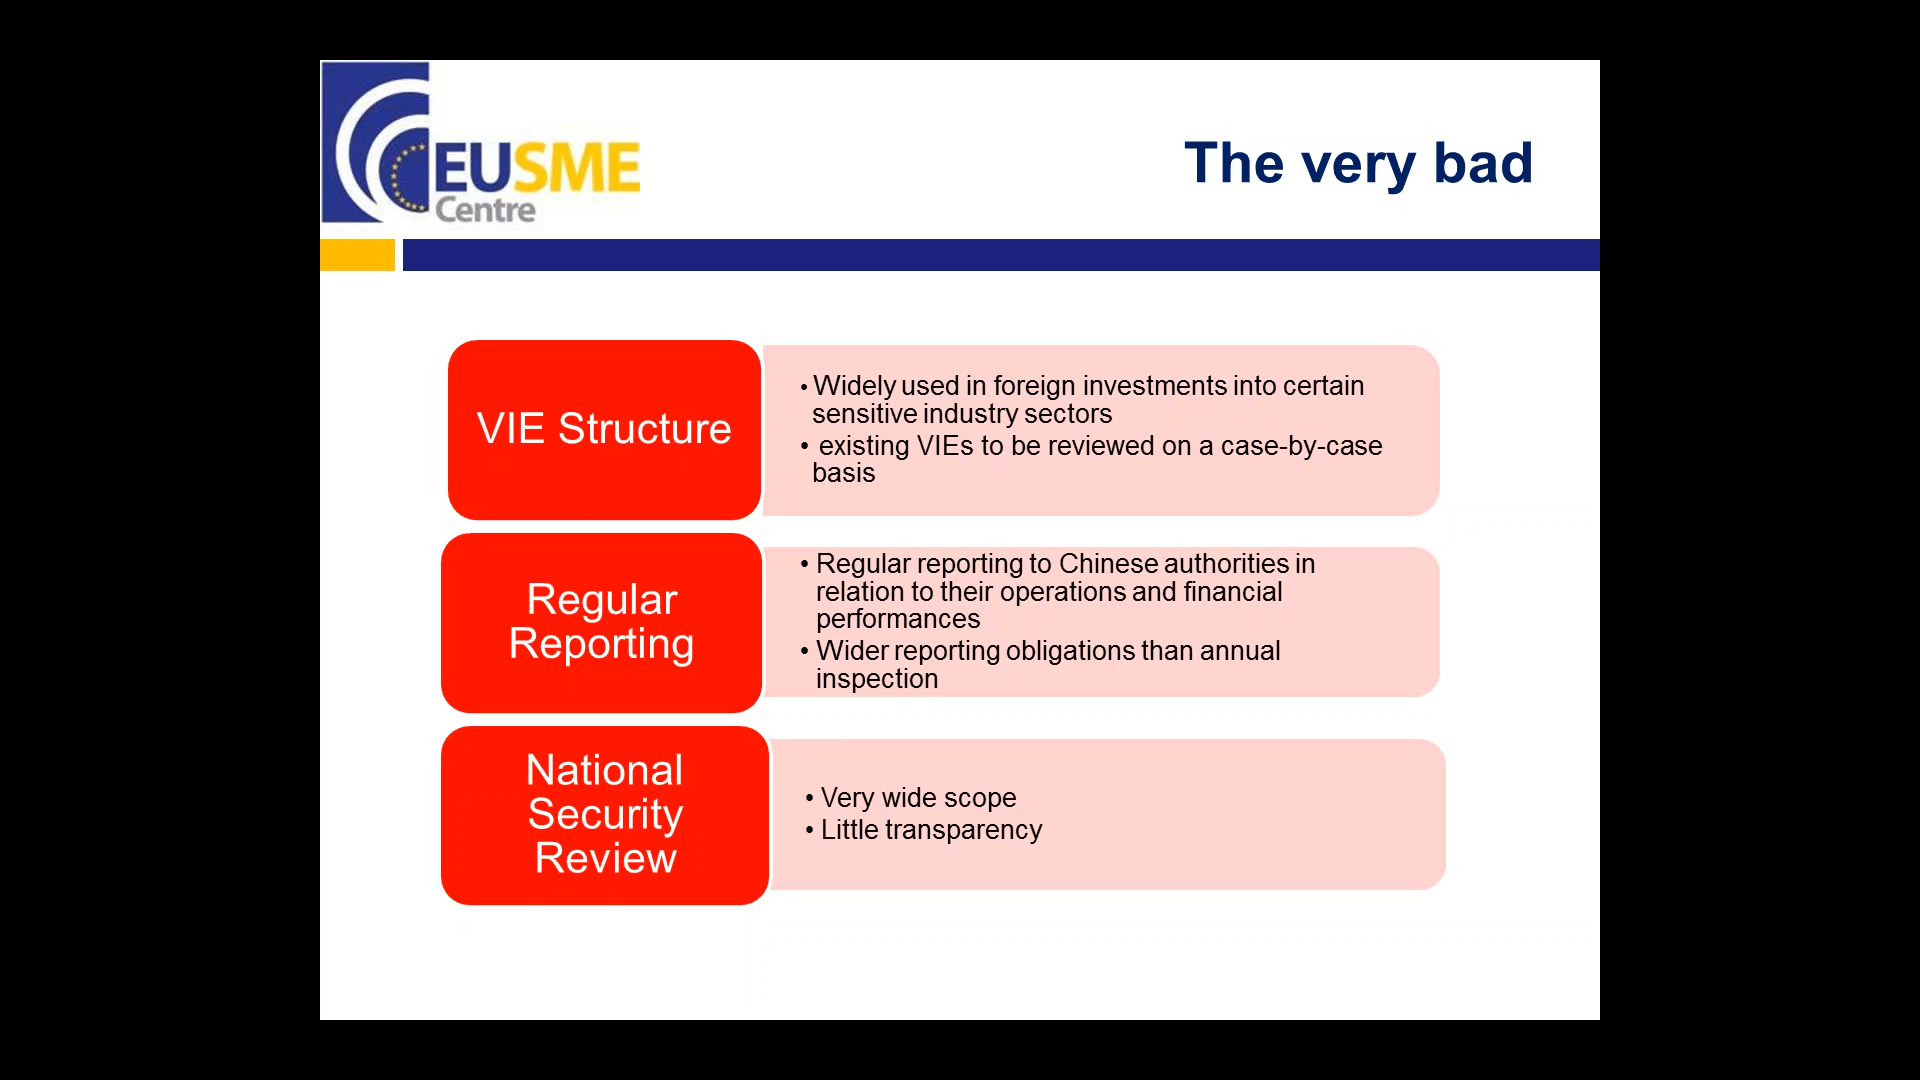 EUSME
Centre
The very bad
VIE Structure
• Widely used in foreign investments into certain
sensitive industry sectors
• existing VIEs to be reviewed on a case-by-case
basis
Regular
Reporting
• Regular reporting to Chinese authorities in
relation to their operations and financial
performances
• Wider reporting obligations than annual
inspection
National
Security
Review
• Very wide scope
• Little transparency